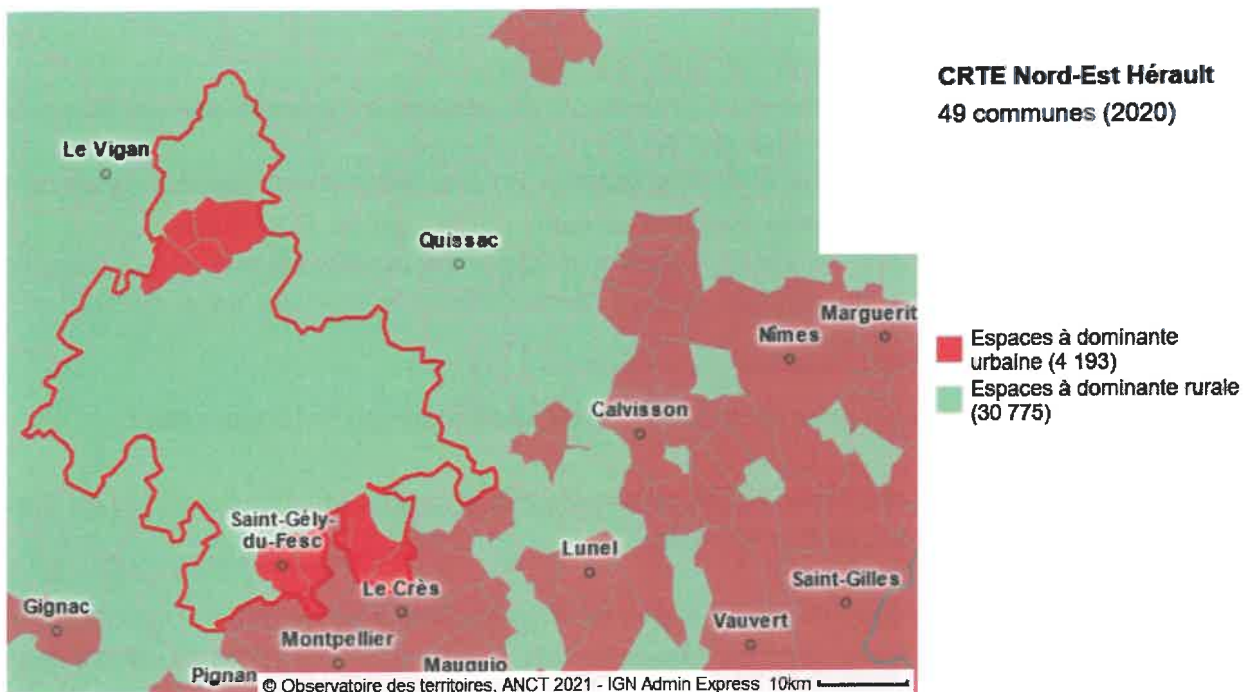 CRTE Nord-Est Hérault
49 communes (2020)
Le Vigan
Quissac
Marguerit
Nîmes
Espaces à dominante
urbaine (4 193)
Espaces à dominante rurale
(30 775)
Calvisson
Saint-Gély-
du-Fesc
Lunel
Le Crès
Saint-Gilles
Gignac
Vauvert
Montpellier
Mauguio
Pignan
© Observatoire des territoires, ANCT 2021 - IGN Admin Express 10km